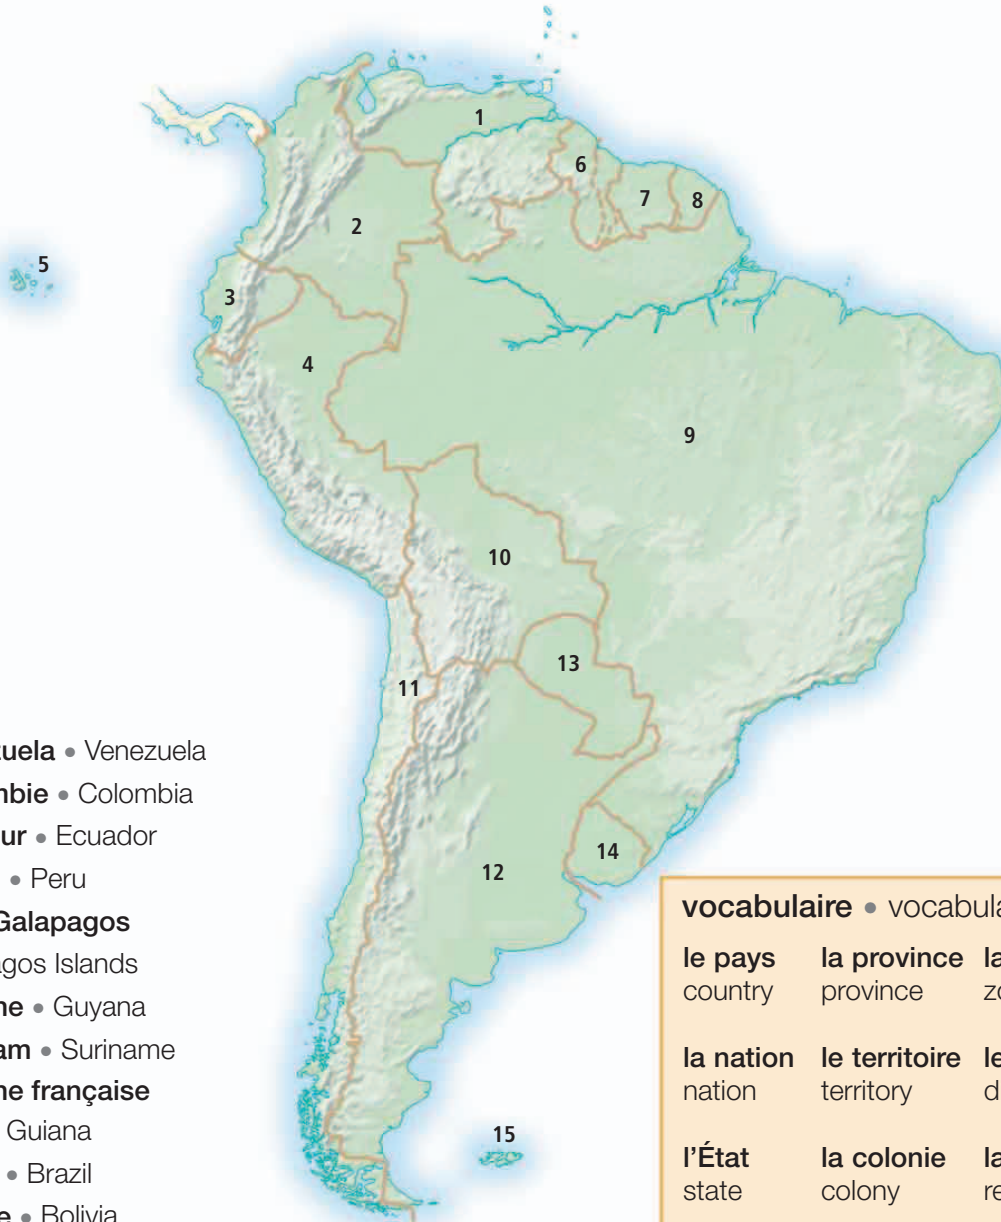 1
6
7
8
2
5
3
4
9
10
13
11
14
12
15
zuela • Venezuela
nbie • Colombia
ur • Ecuador
• Peru
Galapagos
gos Islands
ne • Guyana
am • Suriname
ne française
Guiana
• Brazil
e • Bolivia
vocabulaire • vocabula
le pays la province la
country province zo
la nation le territoire le
nation territory d
l'État la colonie la
state colony re